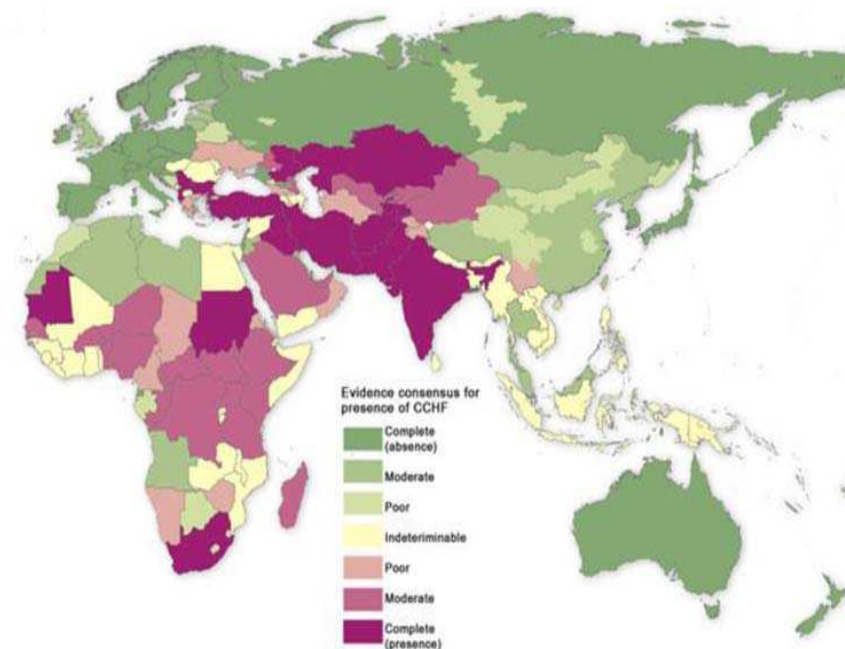 Evidence consensus for
presence of CCHF
Complete
(absence)
Moderate
Poor
Indeteriminable
Poor
Moderate
Complete
(presence)